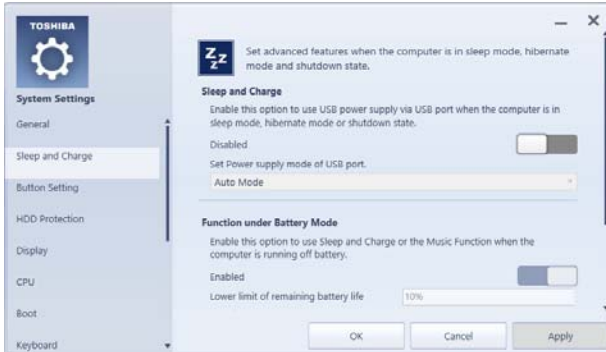 TOSHIBA
System Settings
General
Sleep and Charge
Button Setting
HDD Protection
Display
CPU
Boot
Keyboard
Zzz
Set advanced features when the computer is in sleep mode, hibernate
mode and shutdown state.
Sleep and Charge
Enable this option to use USB power supply via USB port when the computer is in
sleep mode, hibernate mode or shutdown state.
Disabled
Set Power supply mode of USB port.
Auto Mode
Function under Battery Mode
Enable this option to use Sleep and Charge or the Music Function when the
computer is running off battery.
Enabled
Lower limit of remaining battery life 10%
OK Cancel Apply